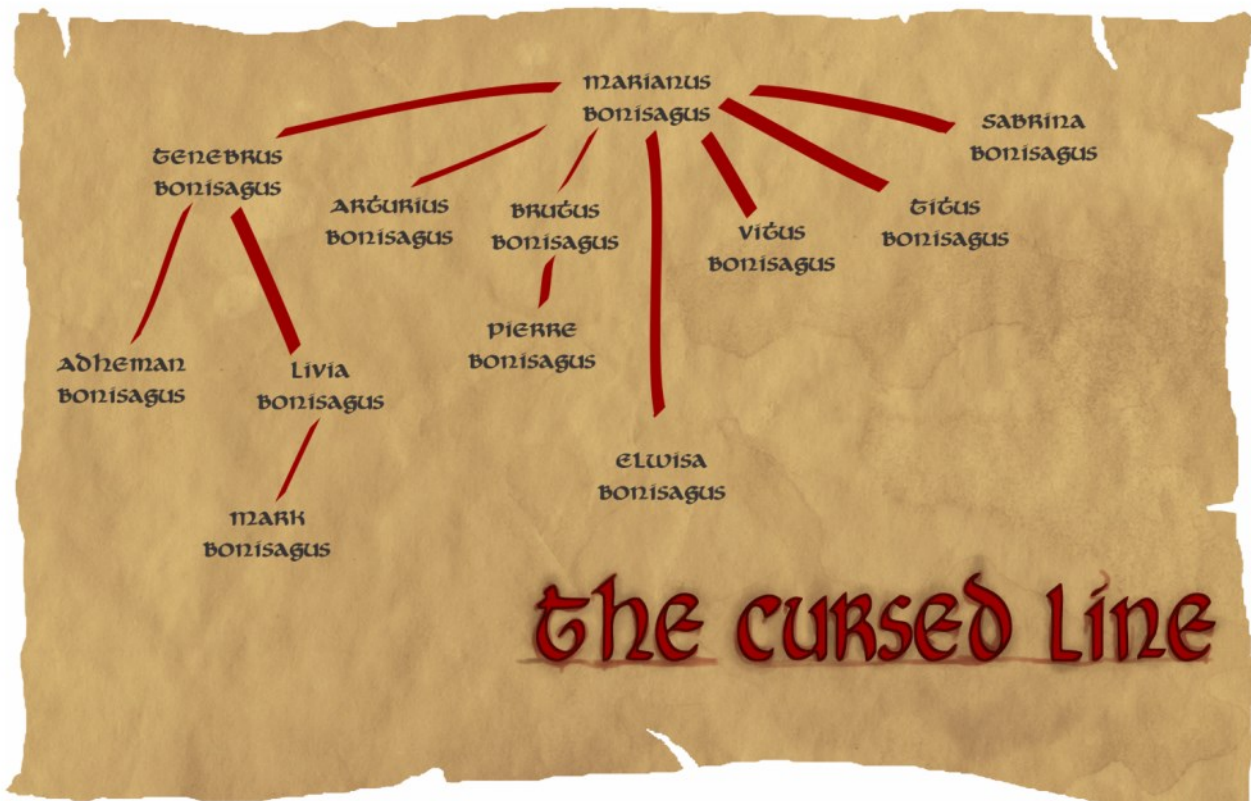 Marianus
Bonisagus
Sabrina
Bonisagus
Tenebrus
Bonisagus
Arturius
Bonisagus
Brutus
Bonisagus
Vitus
Bonisagus
Titus
Bonisagus
Pierre
Bonisagus
Adheman
Bonisagus
Livia
Bonisagus
Elwisa
Bonisagus
Mark
Bonisagus
The Cursed Line